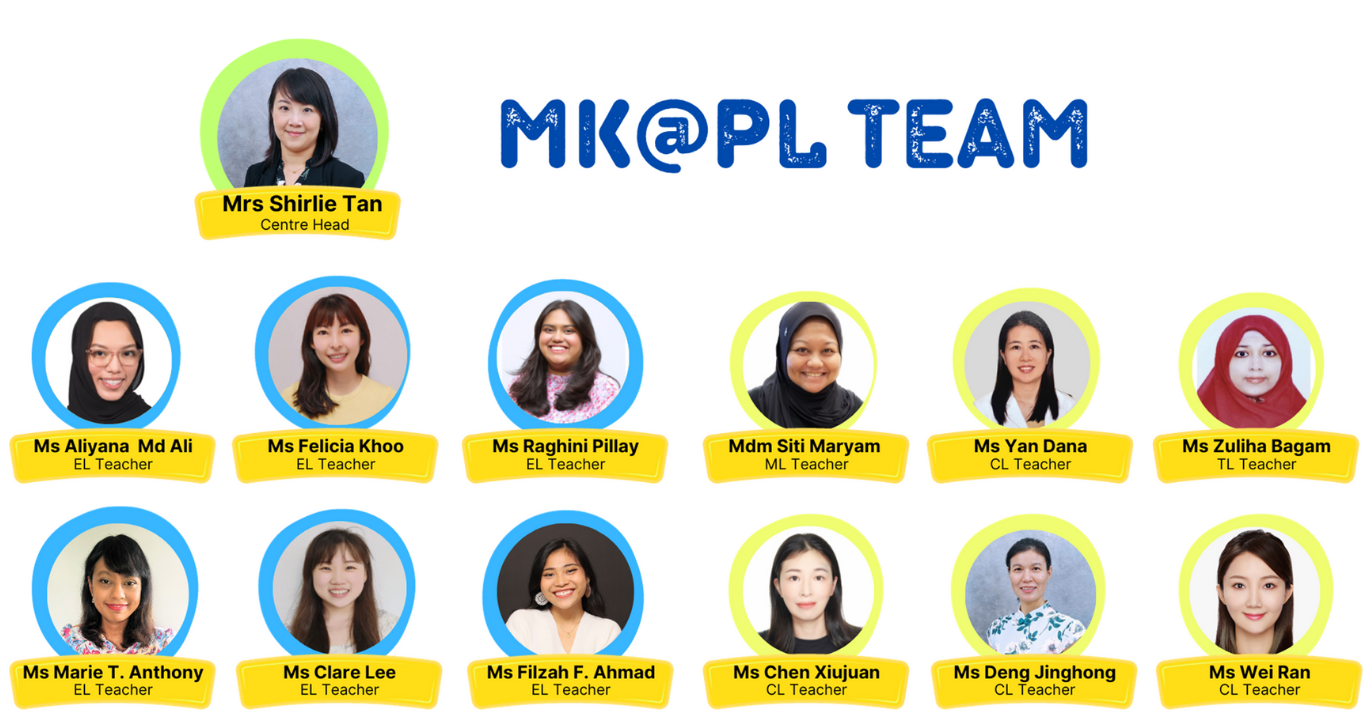 MK@PL TEAM
Mrs Shirlie Tan
Centre Head
Ms Aliyana Md Ali
EL Teacher
Ms Felicia Khoo
EL Teacher
Ms Raghini Pillay
EL Teacher
Mdm Siti Maryam
ML Teacher
Ms Yan Dana
CL Teacher
Ms Zuliha Bagam
TL Teacher
Ms Marie T. Anthony
EL Teacher
Ms Clare Lee
EL Teacher
Ms Filzah F. Ahmad
EL Teacher
Ms Chen Xiujuan
CL Teacher
Ms Deng Jinghong
CL Teacher
Ms Wei Ran
CL Teacher